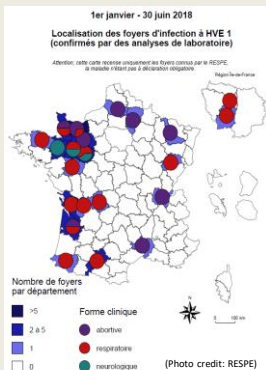 1er janvier - 30 juin 2018
Localisation des foyers d'infection à HVE 1
(confirmés par des analyses de laboratoire)
Attention, cette carte recense uniquement les foyers connus par le RESPE,
la maladie n'étant pas à déclaration obligatoire.
Région Île-de-France
Nombre de foyers
par département
>5
2 à 5
1
0
Forme clinique
abortive
respiratoire
neurologique
0 100 km
(Photo credit: RESPE)